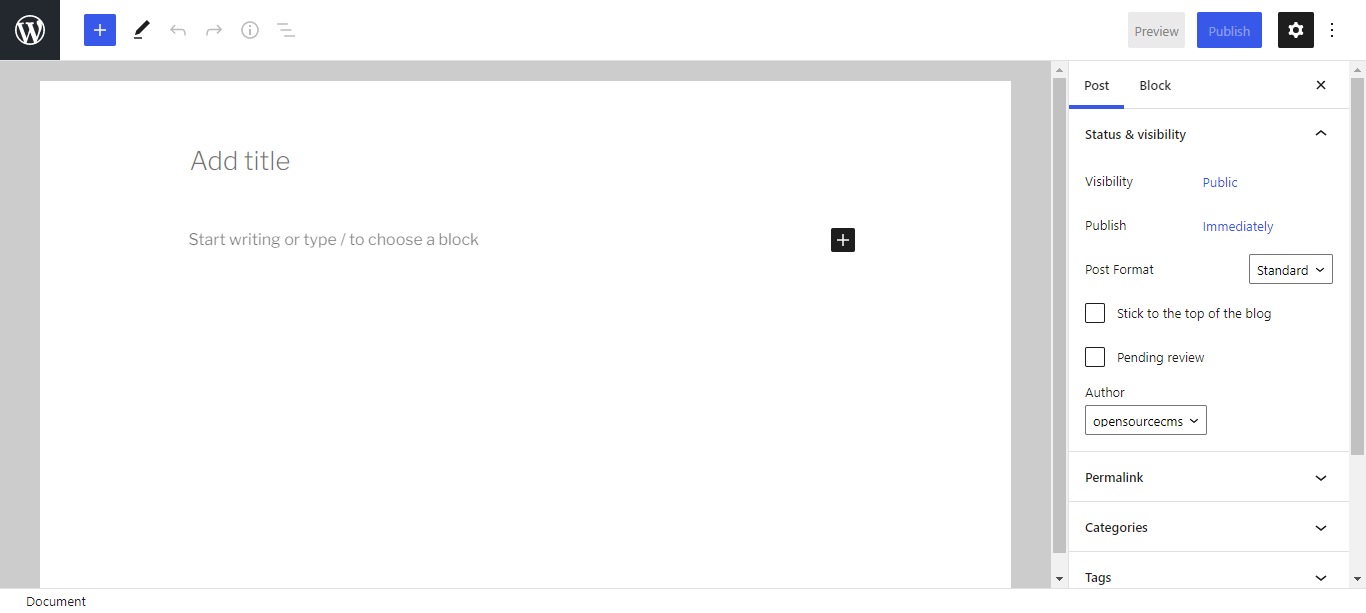 Preview
Publish
Add title
Start writing or type / to choose a block
Post
Block
Status & visibility
Visibility
Public
Publish
Immediately
Post Format
Standard
Stick to the top of the blog
Pending review
Author
opensourcecms
Permalink
Categories
Tags
Document